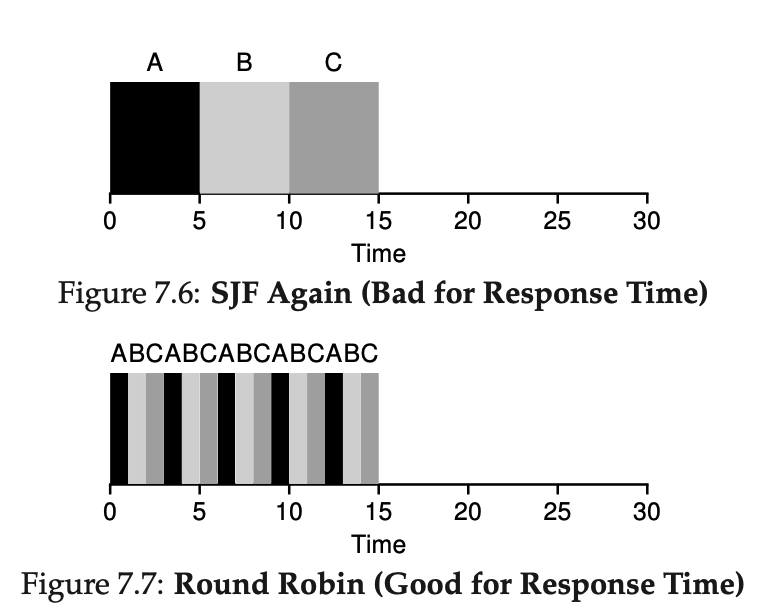 A B C
0 5 10 15 20 25 30
Time
Figure 7.6: SJF Again (Bad for Response Time)
ABCABCABCABCABC
0 5 10 15 20 25 30
Time
Figure 7.7: Round Robin (Good for Response Time)